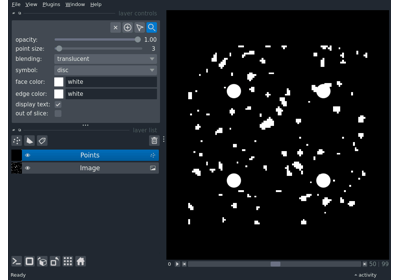 File View Plugins Window Help
layer controls
opacity: 1.00
point size: 3
blending: translucent
symbol: disc
face color: white
edge color: white
display text:
out of slice:
layer list
Points
Image
50 99
Ready
activity